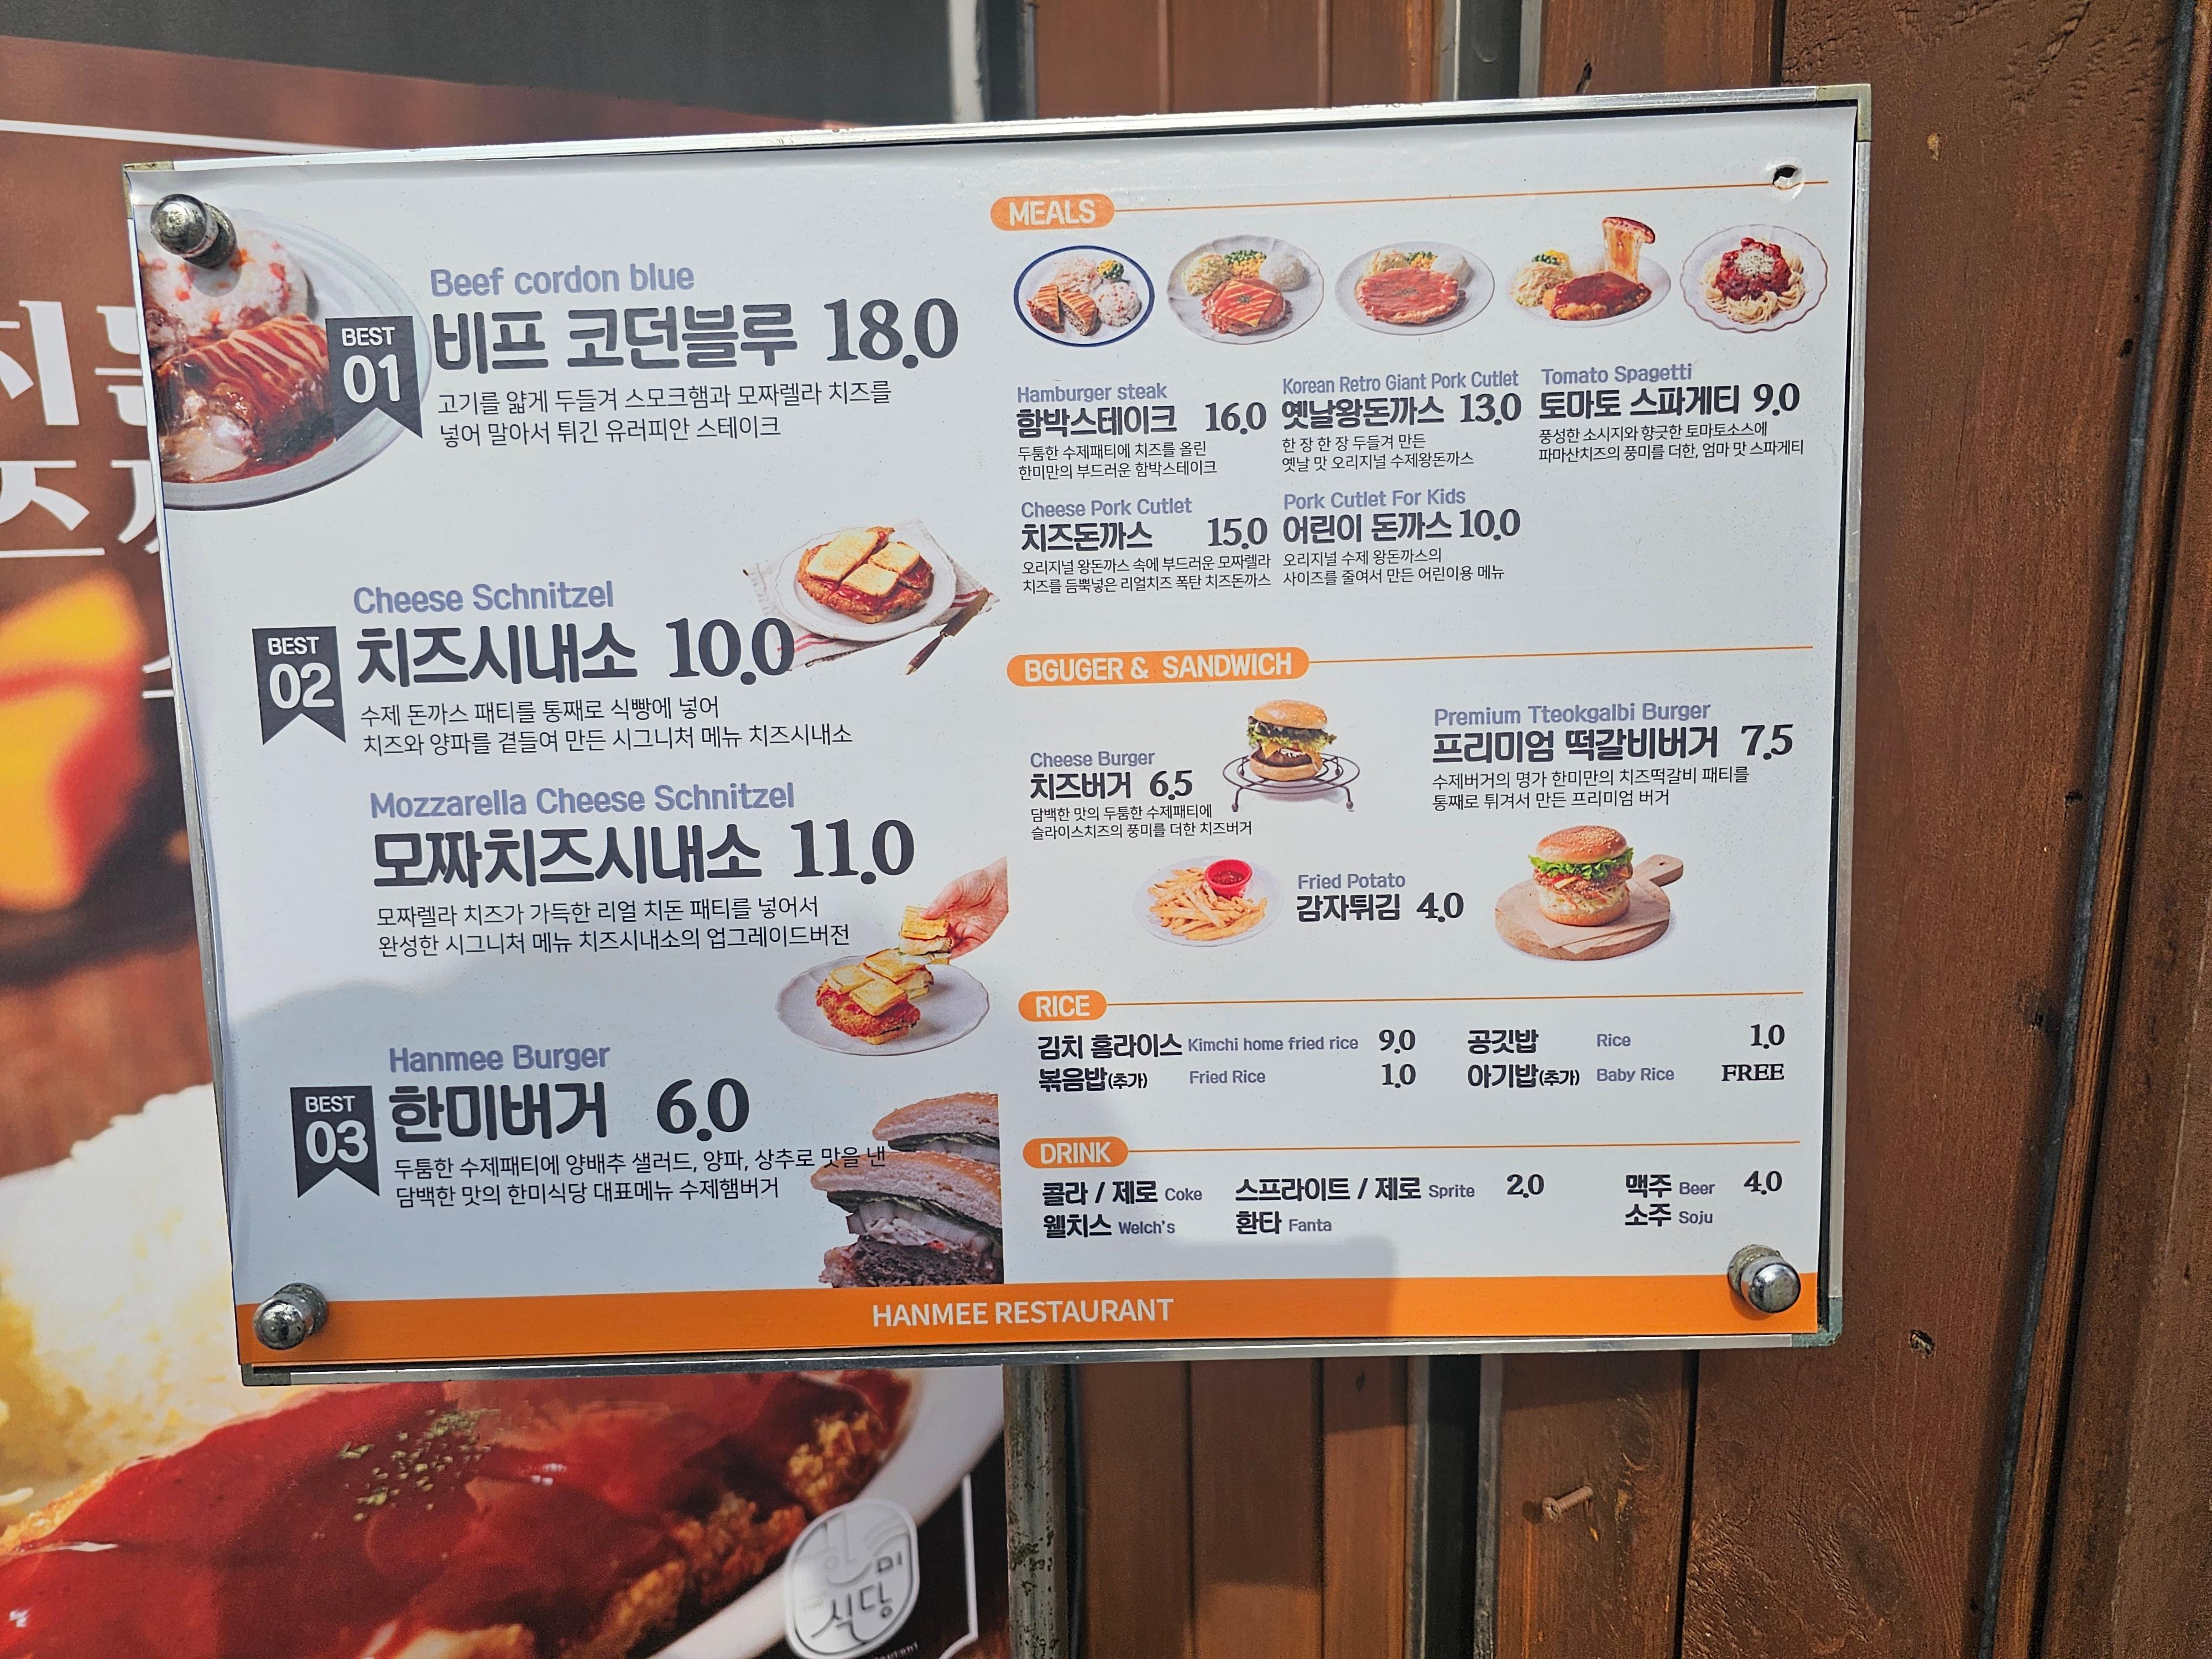 Beef cordon blue
BEST 01
비프 코던블루 18.0
고기를 얇게 두들겨 스모크햄과 모짜렐라 치즈를
넣어 말아서 튀긴 유러피안 스테이크
Cheese Schnitzel
BEST 02
치즈시내소 10.0
수제 돈까스 패티를 통째로 식빵에 넣어
치즈와 양파를 곁들여 만든 시그니처 메뉴 치즈시내소
Mozzarella Cheese Schnitzel
모짜치즈시내소 11.0
모짜렐라 치즈가 가득한 리얼 치돈 패티를 넣어서
완성한 시그니처 메뉴 치즈시내소의 업그레이드버전
Hanmee Burger
BEST 03
한미버거 6.0
두툼한 수제패티에 양배추 샐러드, 양파, 상추로 맛을 낸
담백한 맛의 한미식당 대표메뉴 수제햄버거
MEALS
Hamburger steak
함박스테이크 16.0
두툼한 수제패티에 치즈를 올린
한미만의 부드러운 함박스테이크
Korean Retro Giant Pork Cutlet
옛날왕돈까스 13.0
한 장 한 장 두들겨 만든
옛날 맛 오리지널 수제왕돈까스
Tomato Spagetti
토마토 스파게티 9.0
풍성한 소시지와 향긋한 토마토소스에
파마산치즈의 풍미를 더한, 엄마 맛 스파게티
Cheese Pork Cutlet
치즈돈까스 15.0
오리지널 왕돈까스 속에 부드러운 모짜렐라
치즈를 듬뿍넣은 리얼치즈 폭탄 치즈돈까스
Pork Cutlet For Kids
어린이 돈까스 10.0
오리지널 수제 왕돈까스의
사이즈를 줄여서 만든 어린이용 메뉴
BGUGER & SANDWICH
Cheese Burger
치즈버거 6.5
담백한 맛의 두툼한 수제패티에
슬라이스치즈의 풍미를 더한 치즈버거
Premium Tteokgalbi Burger
프리미엄 떡갈비버거 7.5
수제버거의 명가 한미만의 치즈떡갈비 패티를
통째로 튀겨서 만든 프리미엄 버거
Fried Potato
감자튀김 4.0
RICE
김치 홈라이스 Kimchi home fried rice 9.0 공깃밥 Rice 1.0
볶음밥(추가) Fried Rice 1.0 아기밥(추가) Baby Rice FREE
DRINK
콜라 / 제로 Coke 스프라이트 / 제로 Sprite 2.0 맥주 Beer 4.0
웰치스 Welch's 환타 Fanta 소주 Soju
HANMEE RESTAURANT
한미
식당